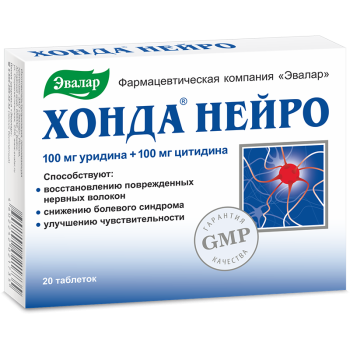 Эвалар
Фармацевтическая компания «Эвалар»
ХОНДА® НЕЙРО
100 мг уридина + 100 мг цитидина
Способствуют:
• восстановлению поврежденных
нервных волокон
• снижению болевого синдрома
• улучшению чувствительности
ГАРАНТИЯ
GMP
КАЧЕСТВА
20 таблеток